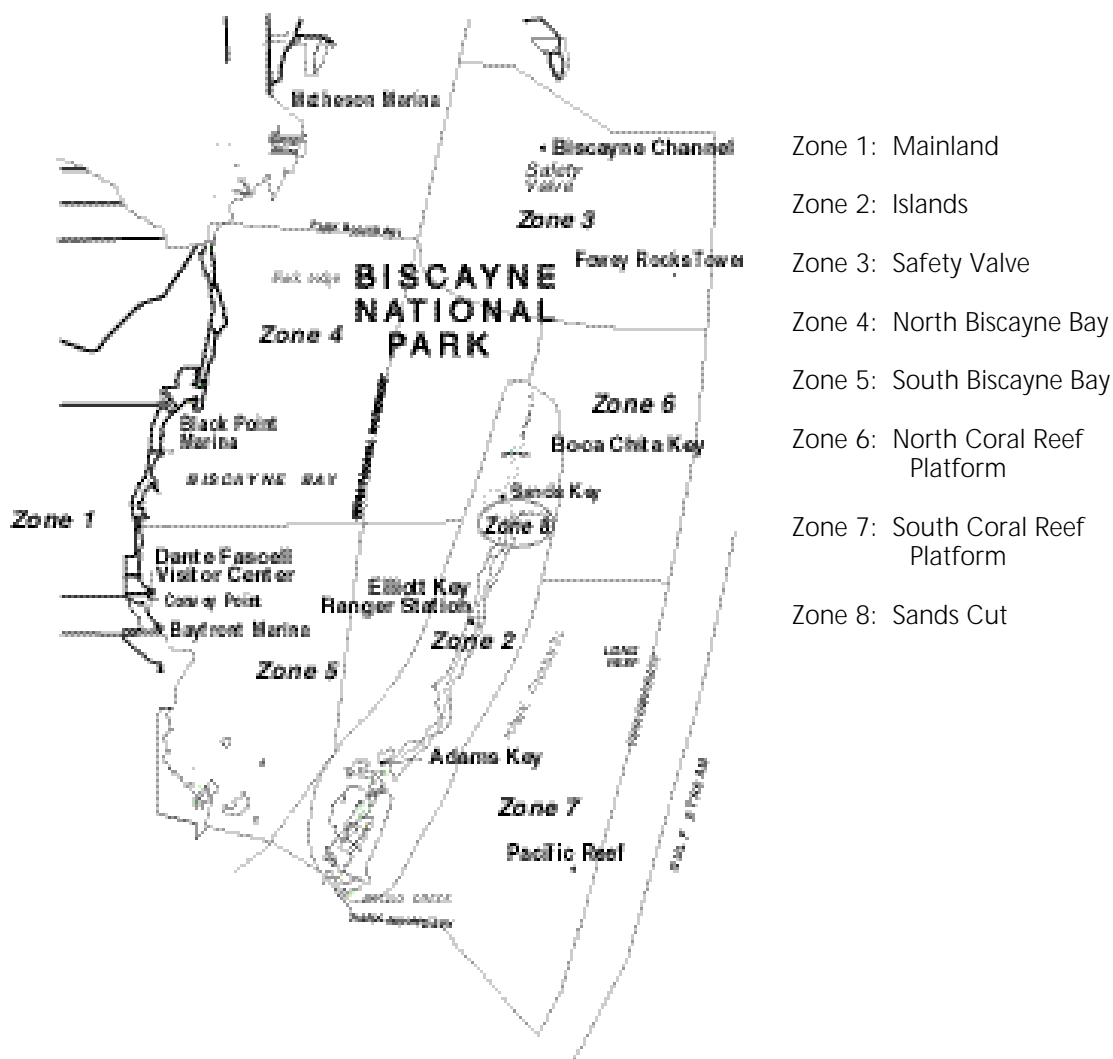 Matheson Marina
Biscayne Channel
Safety
Valve
Zone 3
Park Boundary
Fowey Rocks Tower
BISCAYNE
NATIONAL
PARK
Zone 4
Zone 6
Black Point
Marina
Boca Chita Key
BISCAYNE BAY
Sands Key
Zone 1
Zone 8
Dante Fascell
Visitor Center
Convoy Point
Bayfront Marina
Elliott Key
Ranger Station
Zone 2
Zone 5
LONG
REEF
Adams Key
Zone 7
Pacific Reef
GULF STREAM
Zone 1: Mainland
Zone 2: Islands
Zone 3: Safety Valve
Zone 4: North Biscayne Bay
Zone 5: South Biscayne Bay
Zone 6: North Coral Reef
Platform
Zone 7: South Coral Reef
Platform
Zone 8: Sands Cut